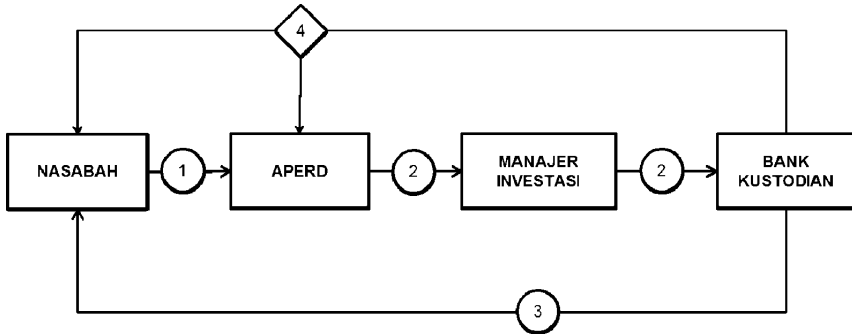 4
NASABAH
1
APERD
2
MANAJER
INVESTASI
2
BANK
KUSTODIAN
3